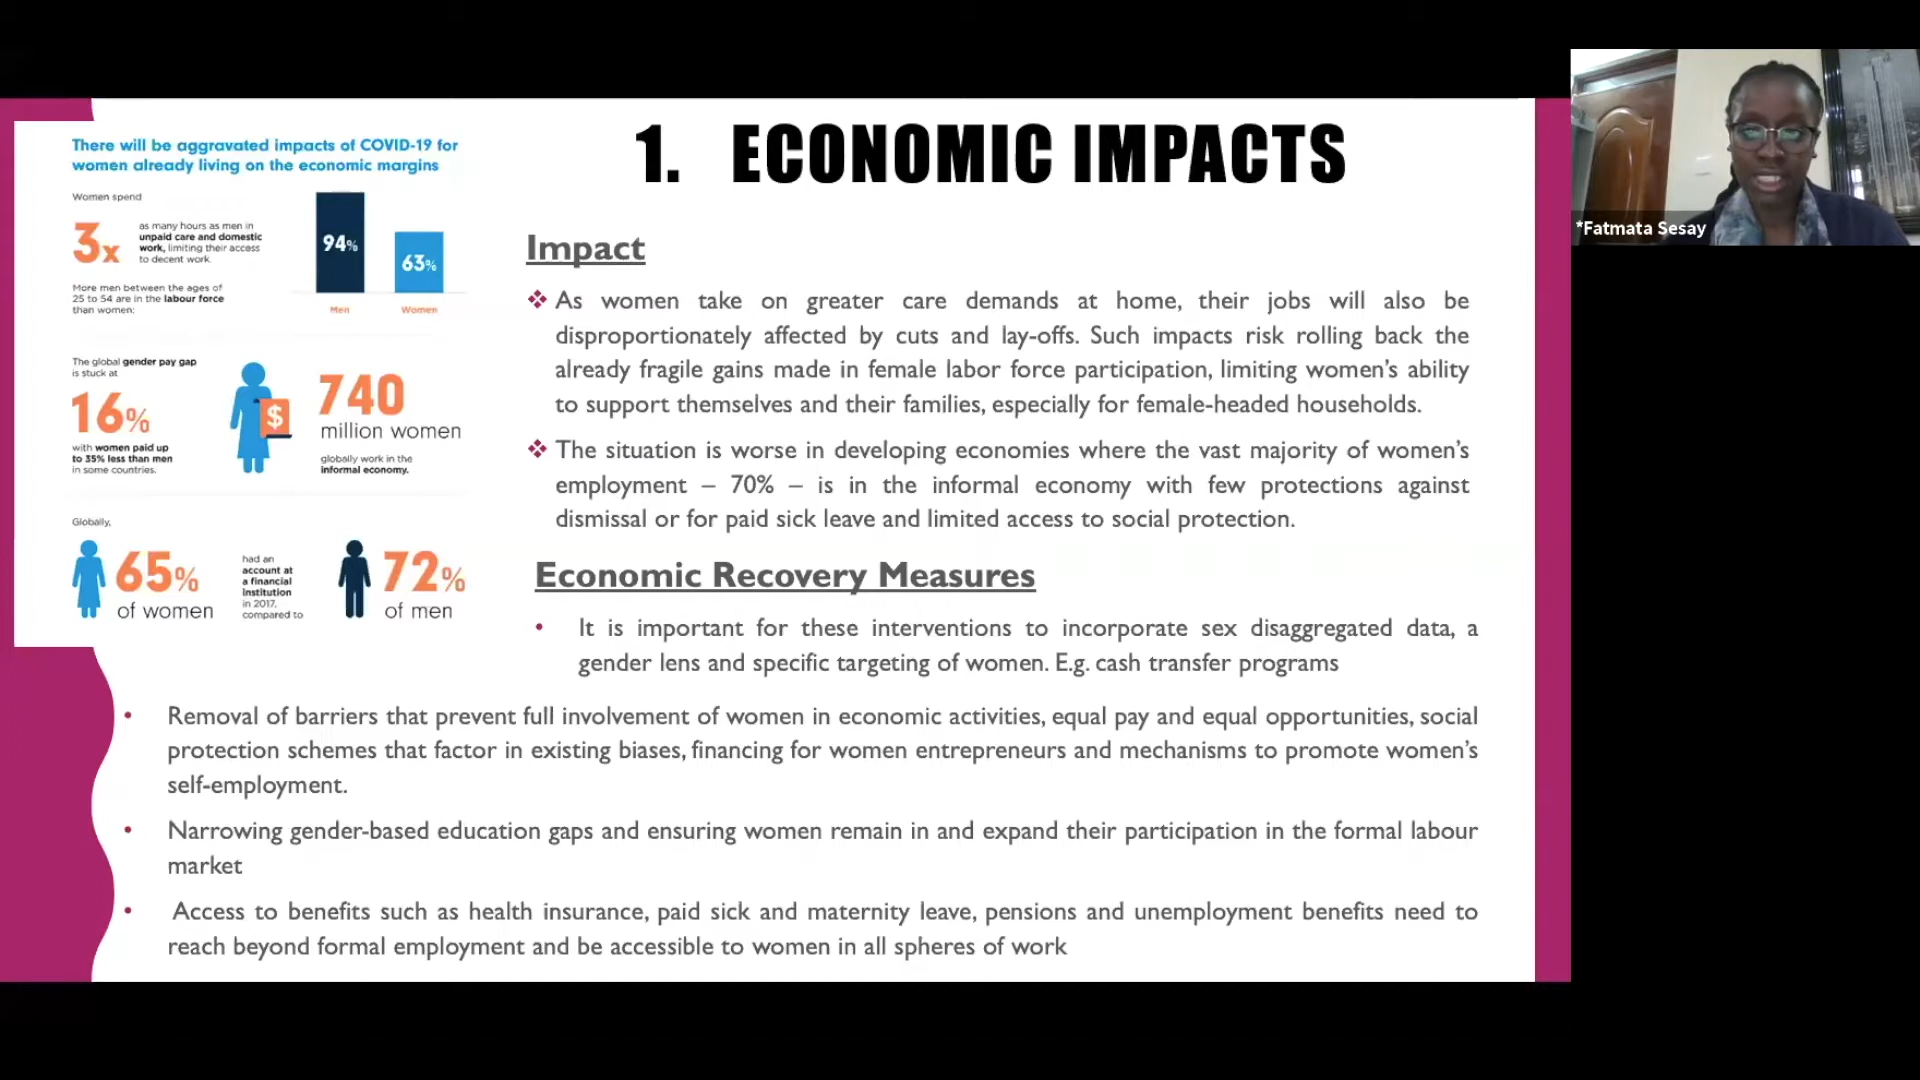 There will be aggravated impacts of COVID-19 for
women already living on the economic margins
Women spend
3x
as many hours as men in
unpaid care and domestic
work, limiting their access
to decent work.
More men between the ages of
25 to 54 are in the labour force
than women:
94%
63%
Men
Women
The global gender pay gap
is stuck at
16%
with women paid up
to 35% less than men
in some countries.
$
740
million women
globally work in the
informal economy.
Globally,
65%
of women
had an
account at
a financial
institution
in 2017,
compared to
72%
of men
1. ECONOMIC IMPACTS
Impact
❖ As women take on greater care demands at home, their jobs will also be
disproportionately affected by cuts and lay-offs. Such impacts risk rolling back the
already fragile gains made in female labor force participation, limiting women's ability
to support themselves and their families, especially for female-headed households.
❖ The situation is worse in developing economies where the vast majority of women's
employment – 70% – is in the informal economy with few protections against
dismissal or for paid sick leave and limited access to social protection.
Economic Recovery Measures
• It is important for these interventions to incorporate sex disaggregated data, a
gender lens and specific targeting of women. E.g. cash transfer programs
• Removal of barriers that prevent full involvement of women in economic activities, equal pay and equal opportunities, social
protection schemes that factor in existing biases, financing for women entrepreneurs and mechanisms to promote women's
self-employment.
• Narrowing gender-based education gaps and ensuring women remain in and expand their participation in the formal labour
market
• Access to benefits such as health insurance, paid sick and maternity leave, pensions and unemployment benefits need to
reach beyond formal employment and be accessible to women in all spheres of work
*Fatmata Sesay